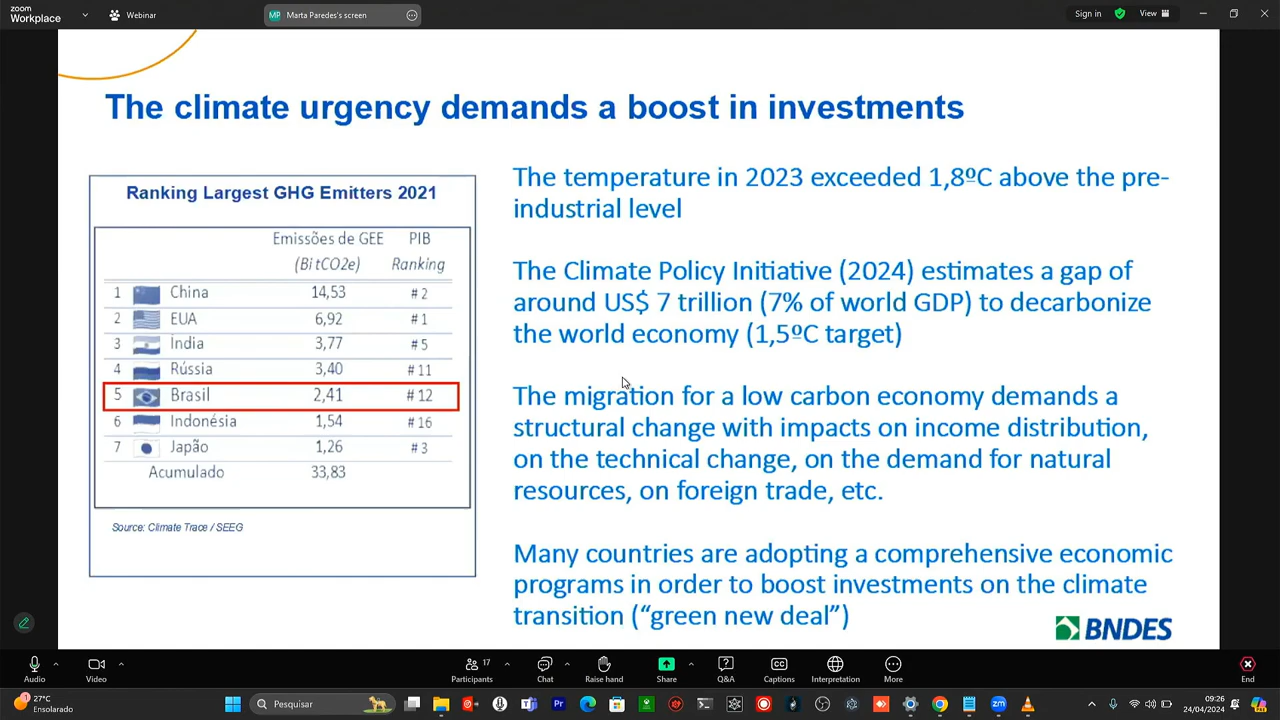 zoom
Workplace
Webinar
MP Marta Paredes's screen
Sign in
View
The climate urgency demands a boost in investments
Ranking Largest GHG Emitters 2021
Emissões de GEE PIB
(Bi tCO2e) Ranking
1 China 14,53 #2
2 EUA 6,92 #1
3 Índia 3,77 #5
4 Rússia 3,40 #11
5 Brasil 2,41 #12
6 Indonésia 1,54 #16
7 Japão 1,26 #3
Acumulado 33,83
Source: Climate Trace / SEEG
The temperature in 2023 exceeded 1,8ºC above the pre-
industrial level
The Climate Policy Initiative (2024) estimates a gap of
around US$ 7 trillion (7% of world GDP) to decarbonize
the world economy (1,5ºC target)
The migration for a low carbon economy demands a
structural change with impacts on income distribution,
on the technical change, on the demand for natural
resources, on foreign trade, etc.
Many countries are adopting a comprehensive economic
programs in order to boost investments on the climate
transition (“green new deal”)
BNDES
17
Audio Video Participants Chat Raise hand Share Q&A Captions Interpretation More End
1 27°C
Ensolarado
Pesquisar
09:26
24/04/2024